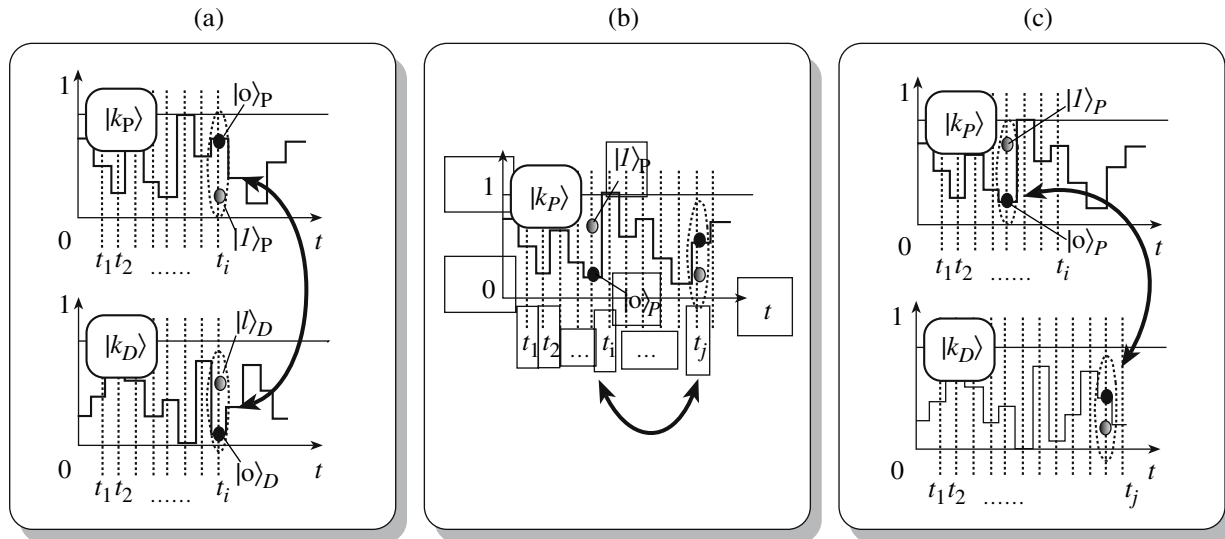 (a)
1
|k_P⟩
|o⟩_P
|1⟩_P
0
t
t_1 t_2 ...... t_i
1
|k_D⟩
|l⟩_D
|o⟩_D
0
t
t_1 t_2 ...... t_i
(b)
1
|k_P⟩
|1⟩_P
0
|o⟩_P
t
t_1 t_2 ... t_i ... t_j
(c)
1
|k_P⟩
|1⟩_P
|o⟩_P
0
t
t_1 t_2 ...... t_i
1
|k_D⟩
0
t
t_1 t_2 ...... t_j